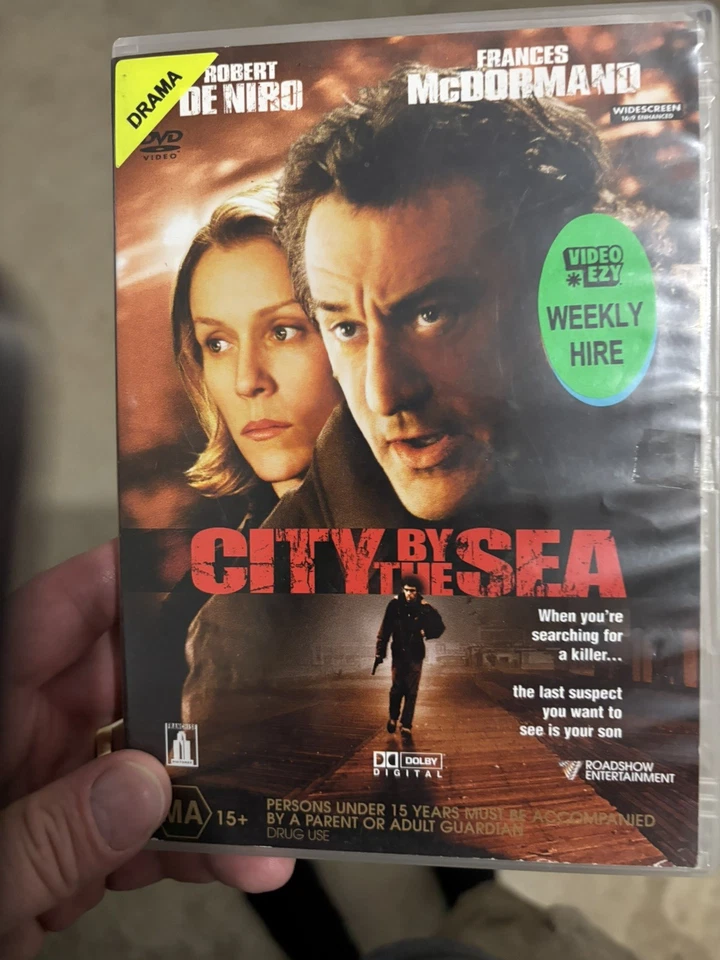 DRAMA
ROBERT
DE NIRO
FRANCES
McDORMAND
WIDESCREEN
16:9 ENHANCED
DVD
VIDEO
VIDEO
EZY
WEEKLY
HIRE
CITY BY THE SEA
When you're
searching for
a killer...
the last suspect
you want to
see is your son
FRANCHISE
DOLBY
DIGITAL
ROADSHOW
ENTERTAINMENT
MA 15+
PERSONS UNDER 15 YEARS MUST BE ACCOMPANIED
BY A PARENT OR ADULT GUARDIAN
DRUG USE